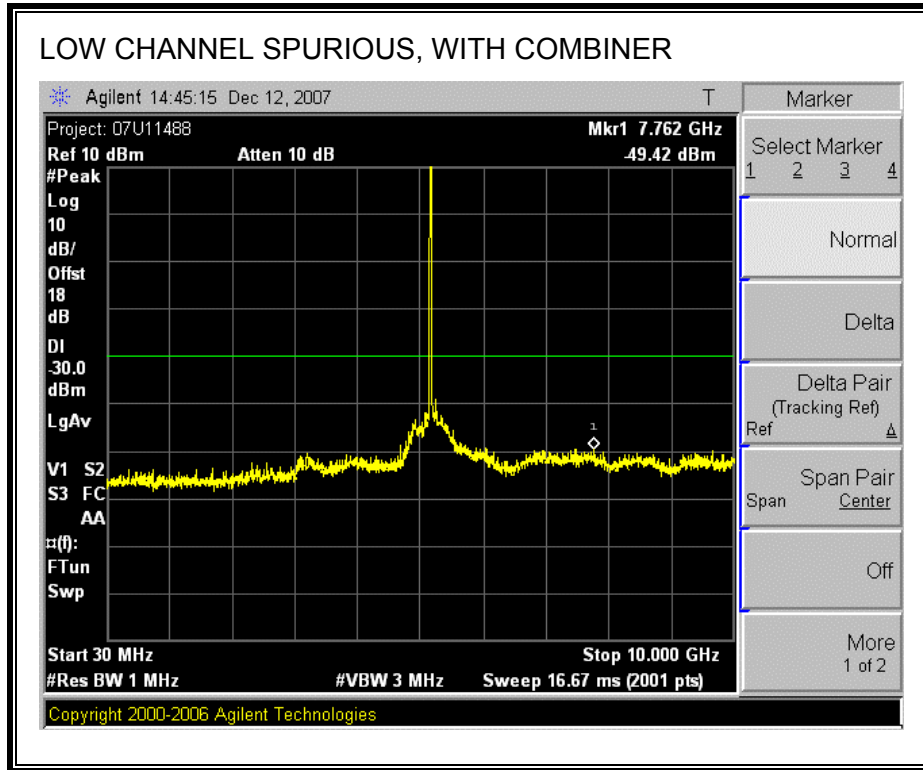 LOW CHANNEL SPURIOUS, WITH COMBINER
Agilent 14:45:15 Dec 12, 2007 T
Project: 07U11488 Mkr1 7.762 GHz
Ref 10 dBm Atten 10 dB -49.42 dBm
#Peak
Log
10
dB/
Offst
18
dB
DI
-30.0
dBm
LgAv
V1 S2
S3 FC
AA
¤(f):
FTun
Swp
1
Start 30 MHz Stop 10.000 GHz
#Res BW 1 MHz #VBW 3 MHz Sweep 16.67 ms (2001 pts)
Copyright 2000-2006 Agilent Technologies
Marker
Select Marker
1 2 3 4
Normal
Delta
Delta Pair
(Tracking Ref)
Ref Δ
Span Pair
Span Center
Off
More
1 of 2